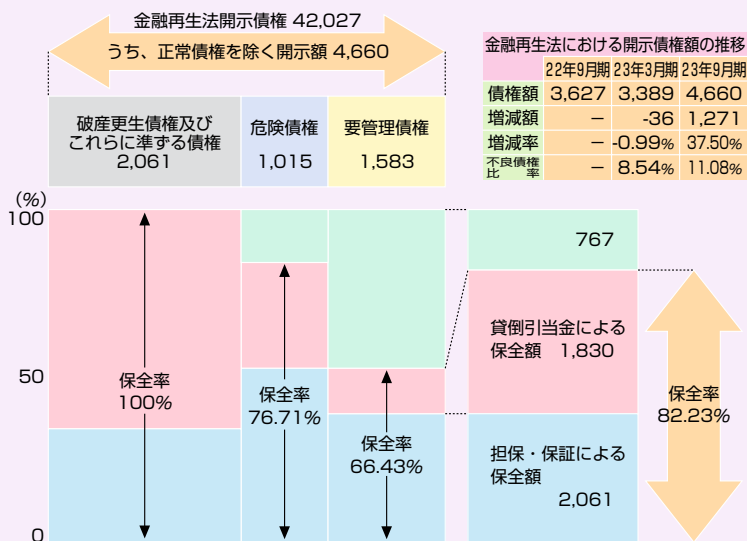 金融再生法開示債権 42,027
うち、正常債権を除く開示額 4,660
破産更生債権及び
これらに準ずる債権
2,061
危険債権
1,015
要管理債権
1,583
金融再生法における開示債権額の推移
22年9月期 23年3月期 23年9月期
債権額 3,627 3,389 4,660
増減額 − -36 1,271
増減率 − -0.99% 37.50%
不良債権
比率 − 8.54% 11.08%
(%)
100
50
0
保全率
100%
保全率
76.71%
保全率
66.43%
767
貸倒引当金による
保全額 1,830
担保・保証による
保全額
2,061
保全率
82.23%